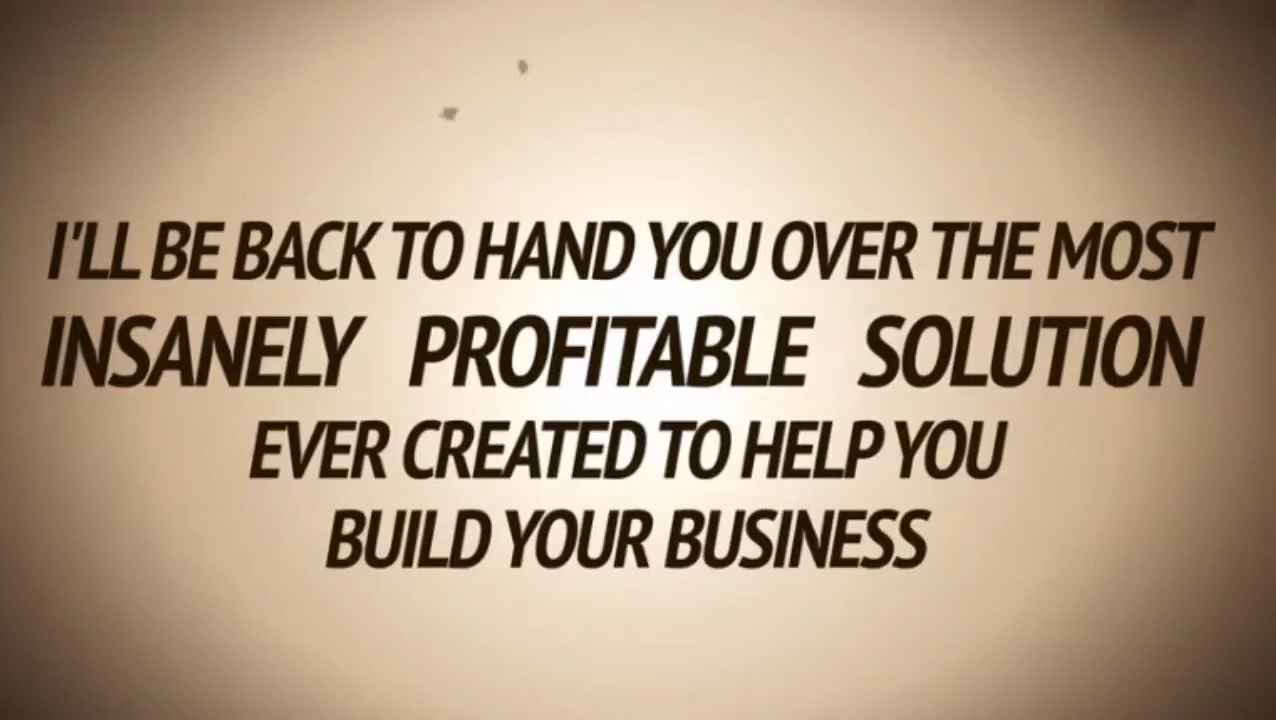 I'LL BE BACK TO HAND YOU OVER THE MOST
INSANELY PROFITABLE SOLUTION
EVER CREATED TO HELP YOU
BUILD YOUR BUSINESS